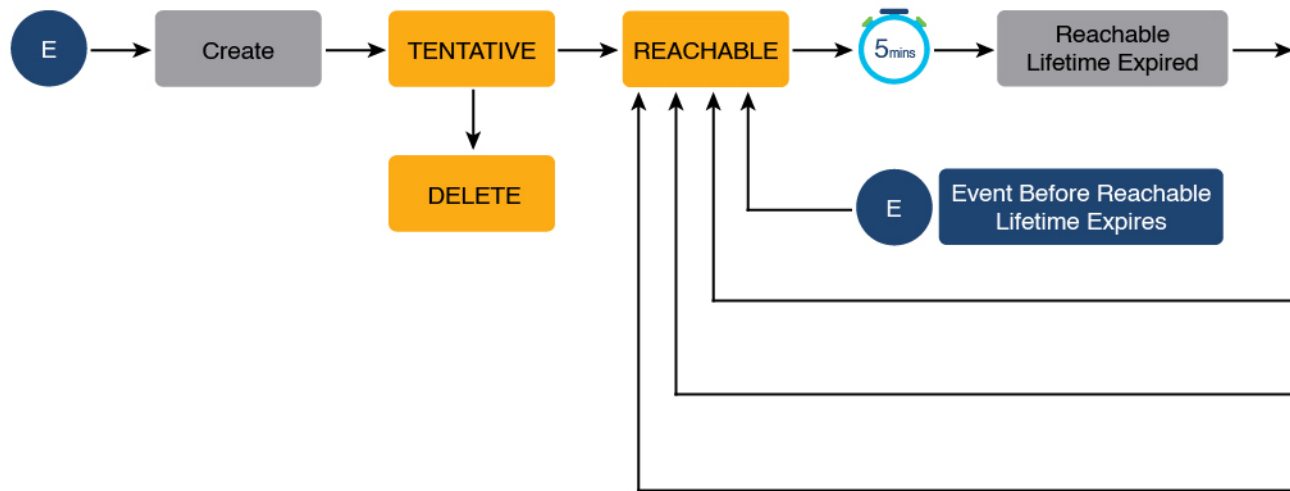 E
Create
TENTATIVE
REACHABLE
5mins
Reachable
Lifetime Expired
DELETE
E
Event Before Reachable
Lifetime Expires